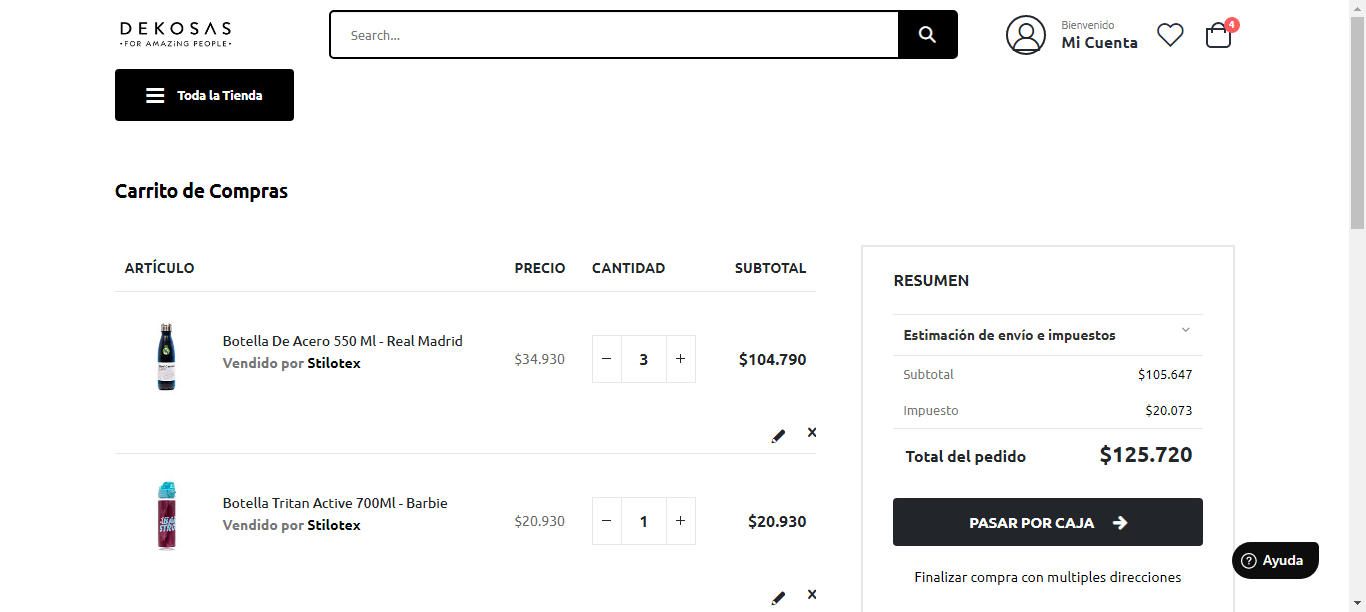 DEKOSAS
•FOR AMAZING PEOPLE•
Search...
Bienvenido
Mi Cuenta
4
Toda la Tienda
Carrito de Compras
ARTÍCULO PRECIO CANTIDAD SUBTOTAL
Botella De Acero 550 Ml - Real Madrid
Vendido por Stilotex
$34.930 − 3 + $104.790
Botella Tritan Active 700Ml - Barbie
Vendido por Stilotex
$20.930 − 1 + $20.930
RESUMEN
Estimación de envío e impuestos
Subtotal $105.647
Impuesto $20.073
Total del pedido $125.720
PASAR POR CAJA
Finalizar compra con multiples direcciones
Ayuda